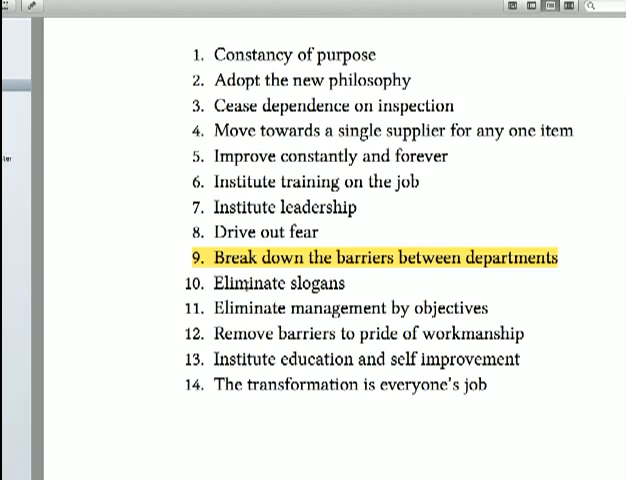 1. Constancy of purpose
2. Adopt the new philosophy
3. Cease dependence on inspection
4. Move towards a single supplier for any one item
5. Improve constantly and forever
6. Institute training on the job
7. Institute leadership
8. Drive out fear
9. Break down the barriers between departments
10. Eliminate slogans
11. Eliminate management by objectives
12. Remove barriers to pride of workmanship
13. Institute education and self improvement
14. The transformation is everyone's job